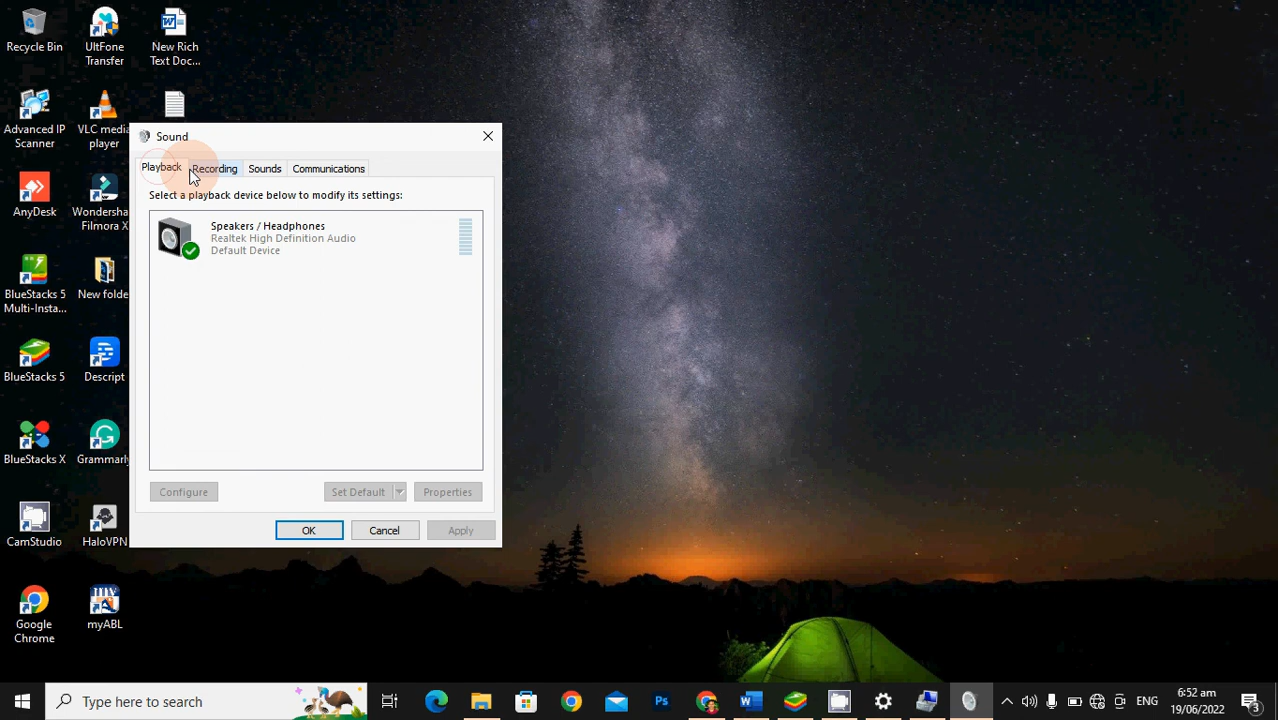 Recycle Bin
UltFone
Transfer
New Rich
Text Doc...
Advanced IP
Scanner
VLC media
player
AnyDesk
Wondersha
Filmora X
BlueStacks 5
Multi-Insta...
New folde
BlueStacks 5
Descript
BlueStacks X
Grammarly
CamStudio
HaloVPN
Google
Chrome
myABL
Sound
Playback Recording Sounds Communications
Select a playback device below to modify its settings:
Speakers / Headphones
Realtek High Definition Audio
Default Device
Configure Set Default Properties
OK Cancel Apply
Type here to search
Ps
ENG
6:52 am
19/06/2022
3